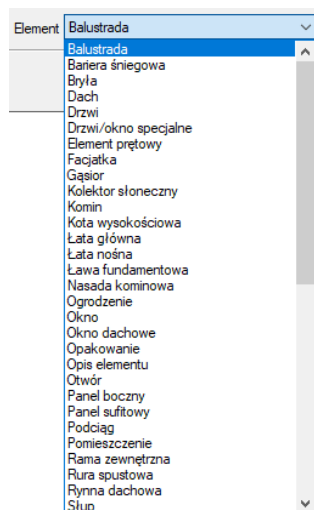 Element Balustrada
Balustrada
Bariera śniegowa
Bryła
Dach
Drzwi
Drzwi/okno specjalne
Element prętowy
Facjatka
Gąsior
Kolektor słoneczny
Komin
Kota wysokościowa
Łata główna
Łata nośna
Ława fundamentowa
Nasada kominowa
Ogrodzenie
Okno
Okno dachowe
Opakowanie
Opis elementu
Otwór
Panel boczny
Panel sufitowy
Podciąg
Pomieszczenie
Rama zewnętrzna
Rura spustowa
Rynna dachowa
Słup